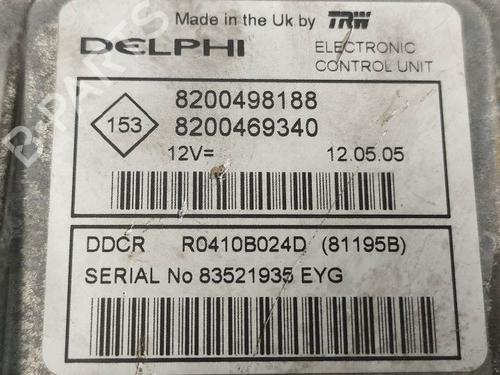 Made in the Uk by TRW
DELPHI
ELECTRONIC
CONTROL UNIT
153
8200498188
8200469340
12V=
12.05.05
DDCR R0410B024D (81195B)
SERIAL No 83521935 EYG